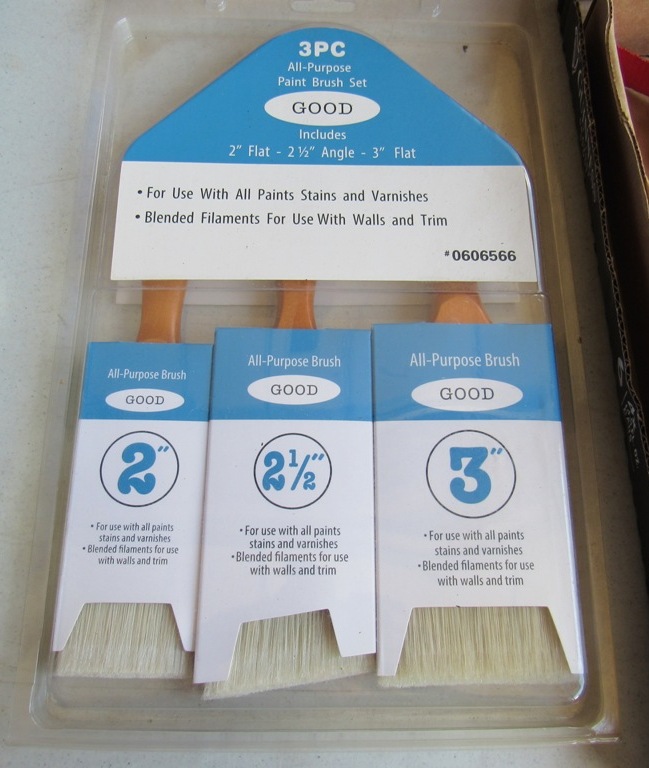 3PC
All-Purpose
Paint Brush Set
GOOD
Includes
2" Flat - 2 ½" Angle - 3" Flat
• For Use With All Paints Stains and Varnishes
• Blended Filaments For Use With Walls and Trim
#0606566
All-Purpose Brush
GOOD
2"
• For use with all paints
stains and varnishes
• Blended filaments for use
with walls and trim
All-Purpose Brush
GOOD
2½"
• For use with all paints
stains and varnishes
• Blended filaments for use
with walls and trim
All-Purpose Brush
GOOD
3"
• For use with all paints
stains and varnishes
• Blended filaments for use
with walls and trim